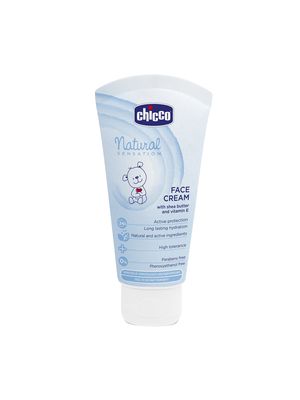 chicco
Natural
SENSATION
FACE
CREAM
with shea butter
and vitamin E
Active protection
Long lasting hydration
Natural and active ingredients
High tolerance
0%
Parabens free
Phenoxyethanol free